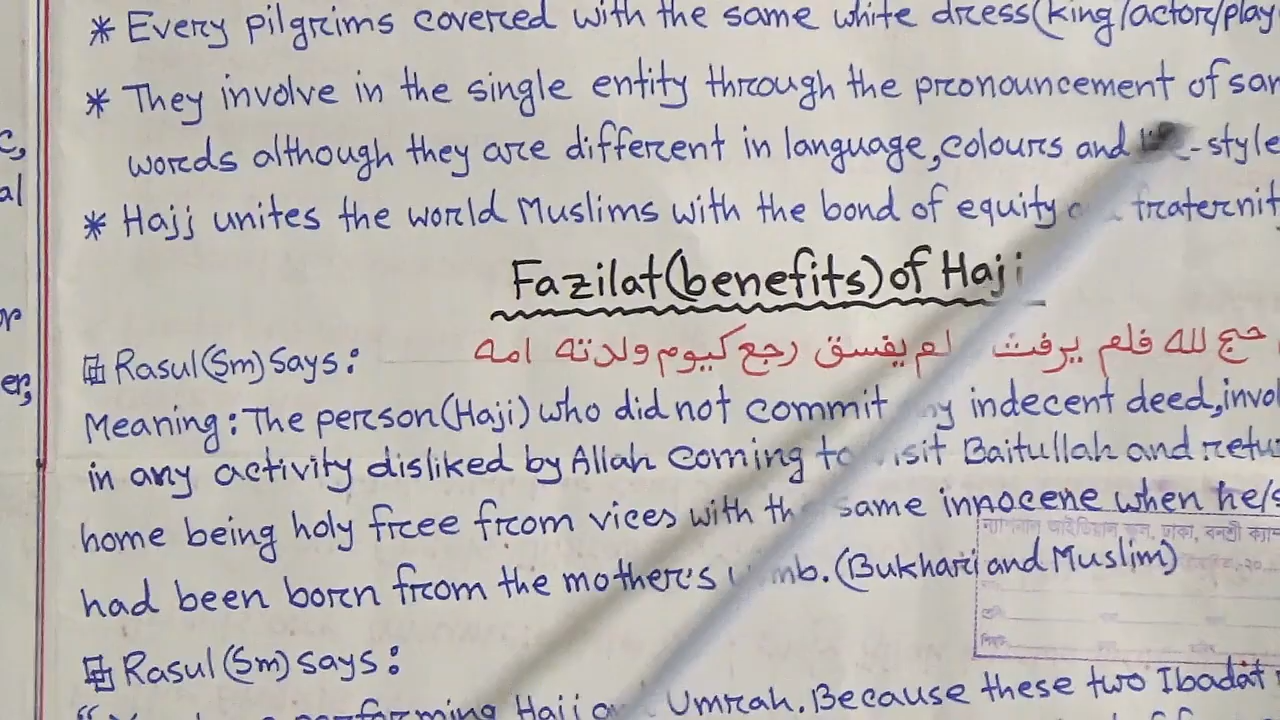 * Every pilgrims covered with the same white dress(king/actor/play
* They involve in the single entity through the pronouncement of
words although they are different in language,colours and -style
* Hajj unites the world Muslims with the bond of equity fraternit
Fazilat(benefits) of Hajj
حج لله فلم يرفث لم يفسق رجع كيوم ولدته امه
Rasul(Sm) says:
Meaning: The person(Haji) who did not commit indecent deed,invol
in any activity disliked by Allah coming to visit Baitullah and retu
home being holy free from vices with the same innocene when he/s
had been born from the mother's womb. (Bukhari and Muslim)
Rasul(Sm) says:
Hajj Umrah. Because these two Ibadat